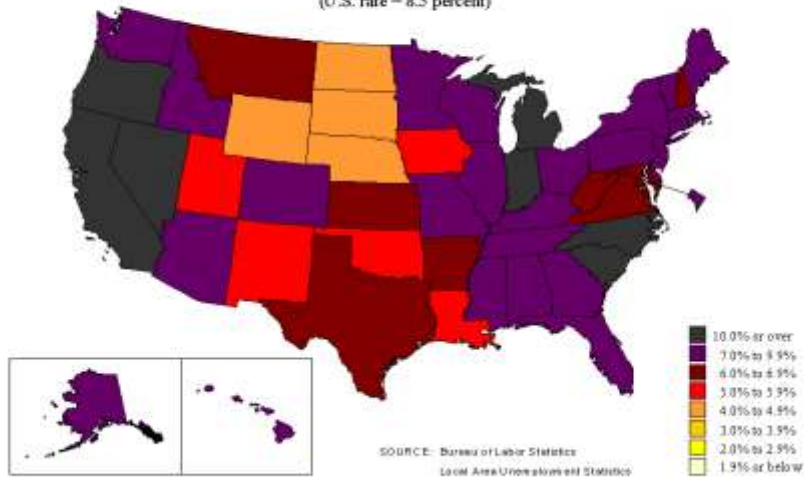 (U.S. rate = 8.5 percent)
10.0% or over
7.0% to 9.9%
6.0% to 6.9%
5.0% to 5.9%
4.0% to 4.9%
3.0% to 3.9%
2.0% to 2.9%
1.9% or below
SOURCE: Bureau of Labor Statistics
Local Area Unemployment Statistics